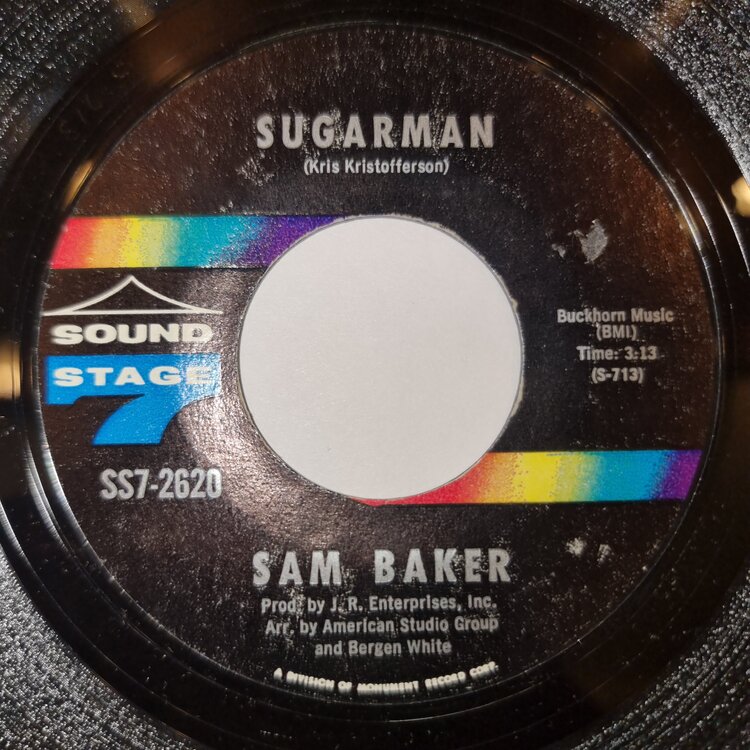 SUGARMAN
(Kris Kristofferson)
SOUND
STAGE
7
SS7-2620
Buckhorn Music
(BMI)
Time: 3:13
(S-713)
SAM BAKER
Prod. by J. R. Enterprises, Inc.
Arr. by American Studio Group
and Bergen White
A DIVISION OF MONUMENT RECORD CORP.